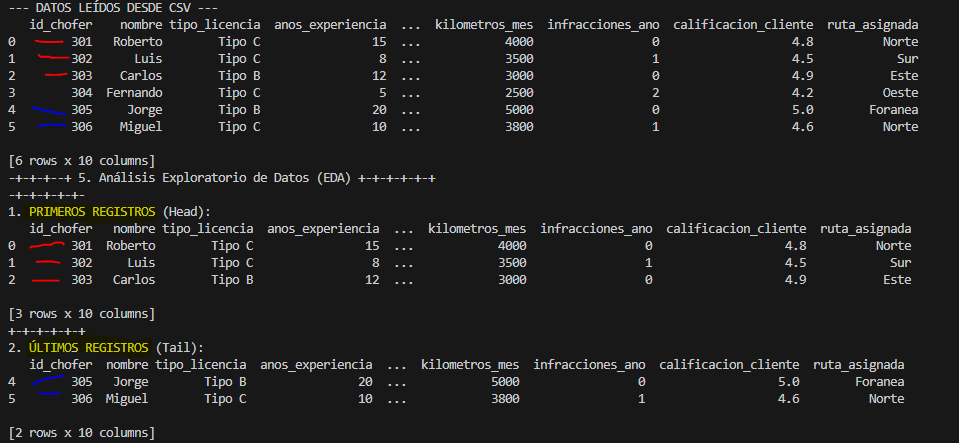 --- DATOS LEÍDOS DESDE CSV ---
id_chofer nombre tipo_licencia anos_experiencia ... kilometros_mes infracciones_ano calificacion_cliente ruta_asignada
0 301 Roberto Tipo C 15 ... 4000 0 4.8 Norte
1 302 Luis Tipo C 8 ... 3500 1 4.5 Sur
2 303 Carlos Tipo B 12 ... 3000 0 4.9 Este
3 304 Fernando Tipo C 5 ... 2500 2 4.2 Oeste
4 305 Jorge Tipo B 20 ... 5000 0 5.0 Foranea
5 306 Miguel Tipo C 10 ... 3800 1 4.6 Norte
[6 rows x 10 columns]
-+-+-+--+ 5. Análisis Exploratorio de Datos (EDA) +-+-+-+-+-+
-+-+-+-+-+-
1. PRIMEROS REGISTROS (Head):
id_chofer nombre tipo_licencia anos_experiencia ... kilometros_mes infracciones_ano calificacion_cliente ruta_asignada
0 301 Roberto Tipo C 15 ... 4000 0 4.8 Norte
1 302 Luis Tipo C 8 ... 3500 1 4.5 Sur
2 303 Carlos Tipo B 12 ... 3000 0 4.9 Este
[3 rows x 10 columns]
+-+-+-+-+-+
2. ÚLTIMOS REGISTROS (Tail):
id_chofer nombre tipo_licencia anos_experiencia ... kilometros_mes infracciones_ano calificacion_cliente ruta_asignada
4 305 Jorge Tipo B 20 ... 5000 0 5.0 Foranea
5 306 Miguel Tipo C 10 ... 3800 1 4.6 Norte
[2 rows x 10 columns]